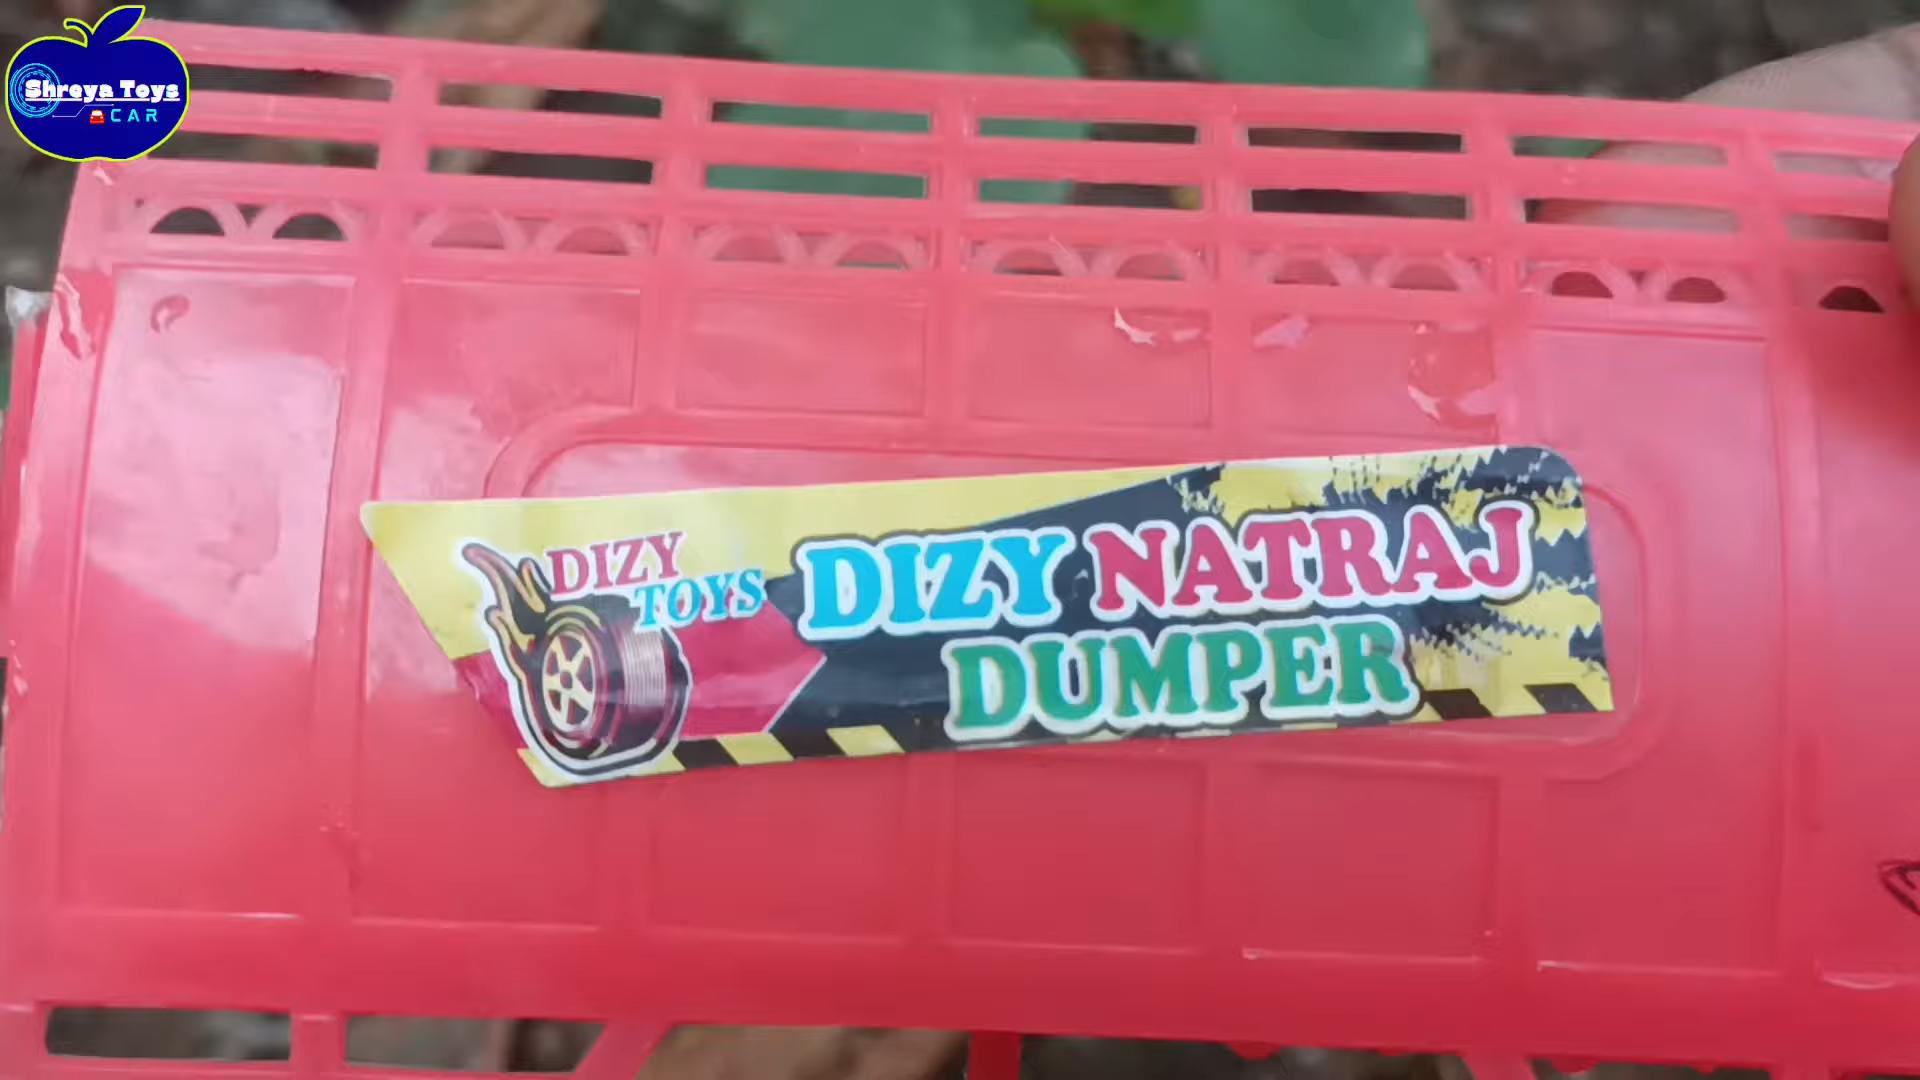 Shreya Toys
CAR
DIZY
TOYS
DIZY NATRAJ
DUMPER